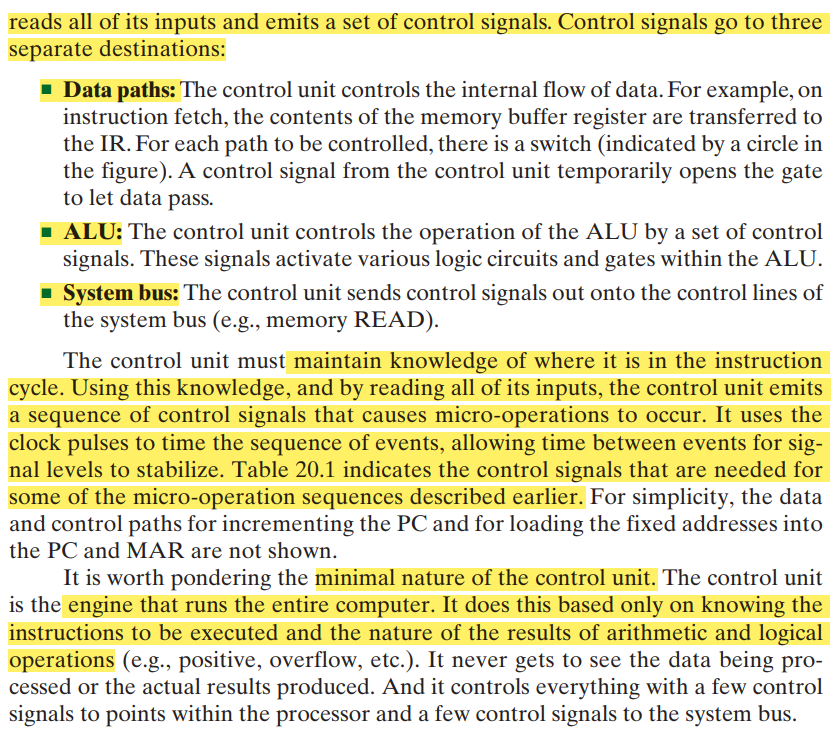 reads all of its inputs and emits a set of control signals. Control signals go to three
separate destinations:
■ Data paths: The control unit controls the internal flow of data. For example, on
instruction fetch, the contents of the memory buffer register are transferred to
the IR. For each path to be controlled, there is a switch (indicated by a circle in
the figure). A control signal from the control unit temporarily opens the gate
to let data pass.
■ ALU: The control unit controls the operation of the ALU by a set of control
signals. These signals activate various logic circuits and gates within the ALU.
■ System bus: The control unit sends control signals out onto the control lines of
the system bus (e.g., memory READ).
The control unit must maintain knowledge of where it is in the instruction
cycle. Using this knowledge, and by reading all of its inputs, the control unit emits
a sequence of control signals that causes micro-operations to occur. It uses the
clock pulses to time the sequence of events, allowing time between events for sig-
nal levels to stabilize. Table 20.1 indicates the control signals that are needed for
some of the micro-operation sequences described earlier. For simplicity, the data
and control paths for incrementing the PC and for loading the fixed addresses into
the PC and MAR are not shown.
It is worth pondering the minimal nature of the control unit. The control unit
is the engine that runs the entire computer. It does this based only on knowing the
instructions to be executed and the nature of the results of arithmetic and logical
operations (e.g., positive, overflow, etc.). It never gets to see the data being pro-
cessed or the actual results produced. And it controls everything with a few control
signals to points within the processor and a few control signals to the system bus.